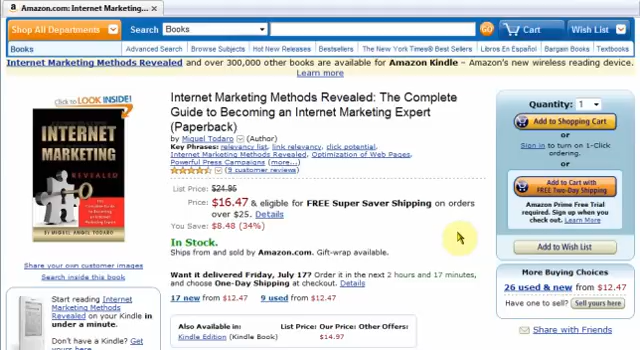 Amazon.com: Internet Marketing...
Shop All Departments
Search Books GO Cart Wish List
Books Advanced Search Browse Subjects Hot New Releases Bestsellers The New York Times® Best Sellers Libros En Español Bargain Books Textbooks
Internet Marketing Methods Revealed and over 300,000 other books are available for Amazon Kindle – Amazon's new wireless reading device.
Learn more
click to LOOK INSIDE!
INTERNET
MARKETING
REVEALED
BY MIGUEL ANGEL TODARO
Share your own customer images
Search inside this book
Start reading Internet
Marketing Methods
Revealed on your Kindle in
under a minute.
Don't have a Kindle? Get
yours here
Internet Marketing Methods Revealed: The Complete
Guide to Becoming an Internet Marketing Expert
(Paperback)
by Miguel Todaro (Author)
Key Phrases: relevancy list, link relevancy, click potential,
Internet Marketing Methods Revealed, Optimization of Web Pages,
Powerful Press Campaigns (more...)
(9 customer reviews)
List Price: $24.95
Price: $16.47 & eligible for FREE Super Saver Shipping on orders
over $25. Details
You Save: $8.48 (34%)
In Stock.
Ships from and sold by Amazon.com. Gift-wrap available.
Want it delivered Friday, July 17? Order it in the next 2 hours and 17 minutes,
and choose One-Day Shipping at checkout. Details
17 new from $12.47 9 used from $12.47
Also Available in: List Price: Our Price: Other Offers:
Kindle Edition (Kindle Book) $14.97
Quantity: 1
Add to Shopping Cart
or
Sign in to turn on 1-Click
ordering.
or
Add to Cart with
FREE Two-Day Shipping
Amazon Prime Free Trial
required. Sign up when you
check out. Learn More
Add to Wish List
More Buying Choices
26 used & new from $12.47
Have one to sell? Sell yours here
Share with Friends